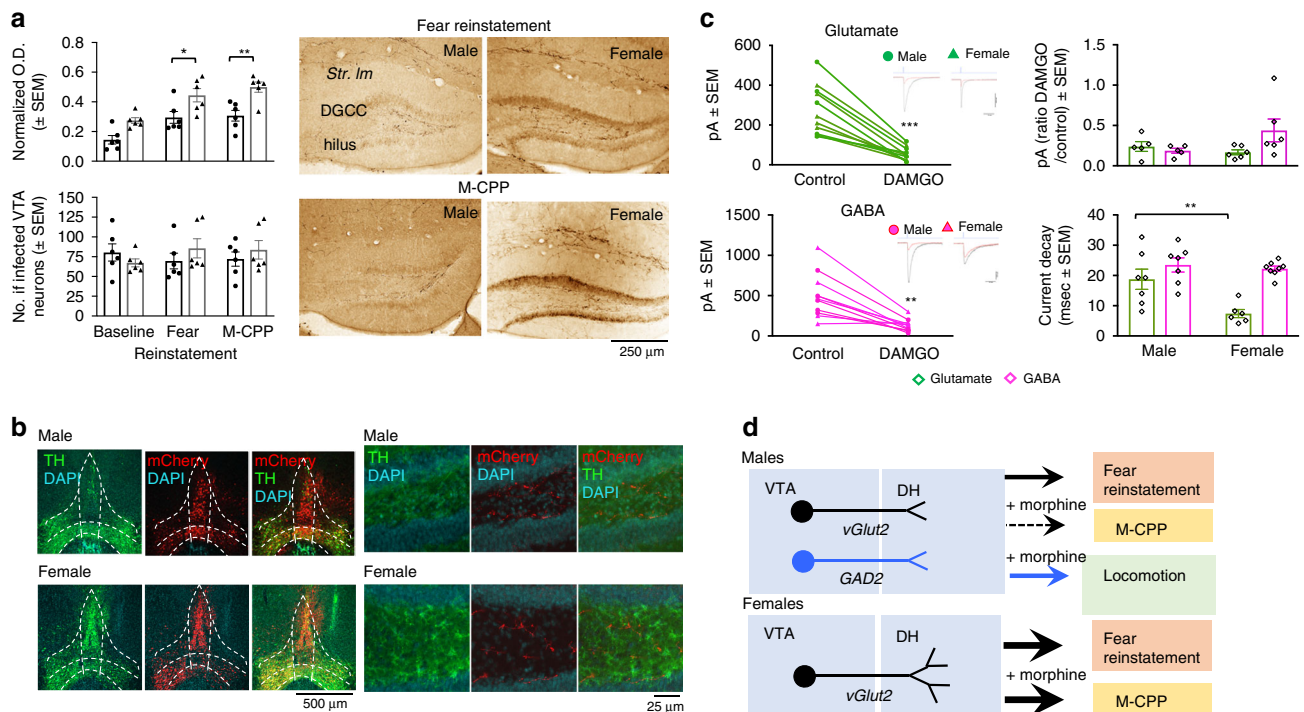 a
Normalized O.D.
(± SEM)
0.8
0.6
0.4
0.2
0.0
*
**
No. if infected VTA
neurons (± SEM)
175
150
125
100
75
50
25
0
Baseline
Fear
M-CPP
Reinstatement
Fear reinstatement
Male
Female
Str. lm
DGCC
hilus
M-CPP
Male
Female
250 μm
b
Male
TH
DAPI
mCherry
DAPI
mCherry
TH
DAPI
Female
500 μm
Male
TH
DAPI
mCherry
DAPI
mCherry
TH
DAPI
Female
25 μm
c
Glutamate
Male
Female
pA ± SEM
600
400
200
0
***
Control
DAMGO
pA (ratio DAMGO
/control) ± SEM
1.5
1.0
0.5
0.0
GABA
Male
Female
pA ± SEM
1500
1000
500
0
**
Control
DAMGO
Current decay
(msec ± SEM)
40
30
20
10
0
**
Male
Female
Glutamate
GABA
d
Males
VTA
DH
vGlut2
GAD2
+ morphine
+ morphine
Fear
reinstatement
M-CPP
Locomotion
Females
VTA
DH
vGlut2
+ morphine
Fear
reinstatement
M-CPP